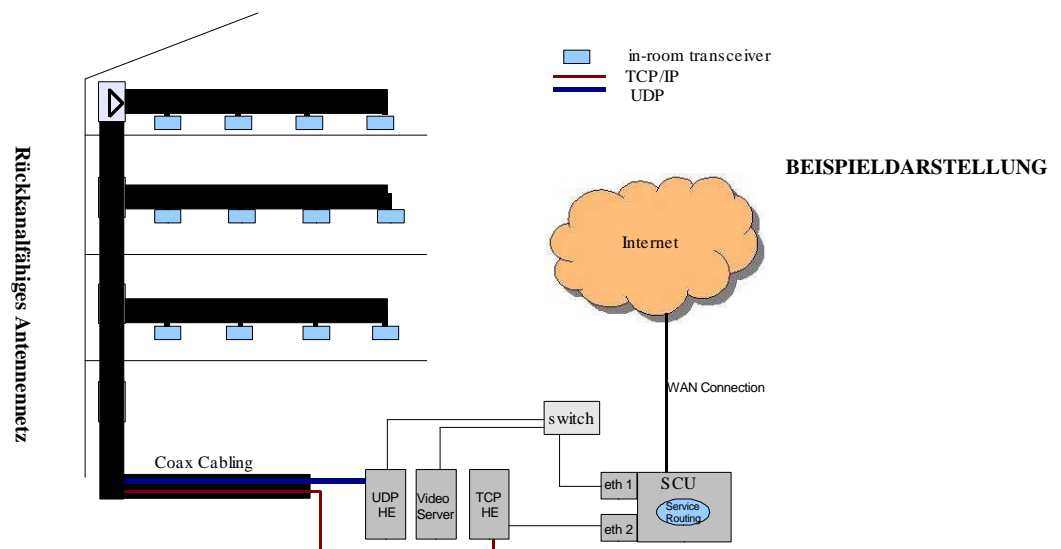 in-room transceiver
TCP/IP
UDP
BEISPIELDARSTELLUNG
Rückkanalfähiges Antennennetz
Internet
WAN Connection
switch
Coax Cabling
UDP
HE
Video
Server
TCP
HE
eth 1
SCU
Service
Routing
eth 2